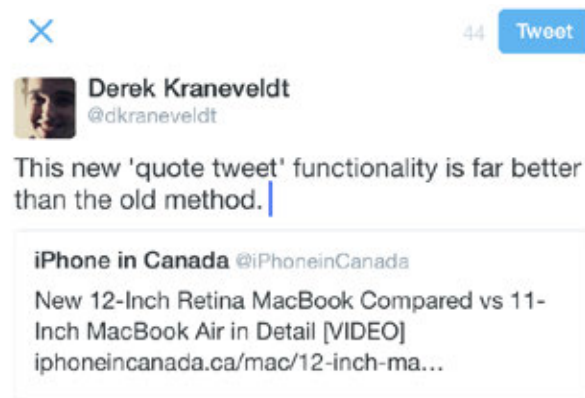 44 Tweet
Derek Kraneveldt
@dkraneveldt
This new 'quote tweet' functionality is far better
than the old method.
iPhone in Canada @iPhoneinCanada
New 12-Inch Retina MacBook Compared vs 11-
Inch MacBook Air in Detail [VIDEO]
iphoneincanada.ca/mac/12-inch-ma...